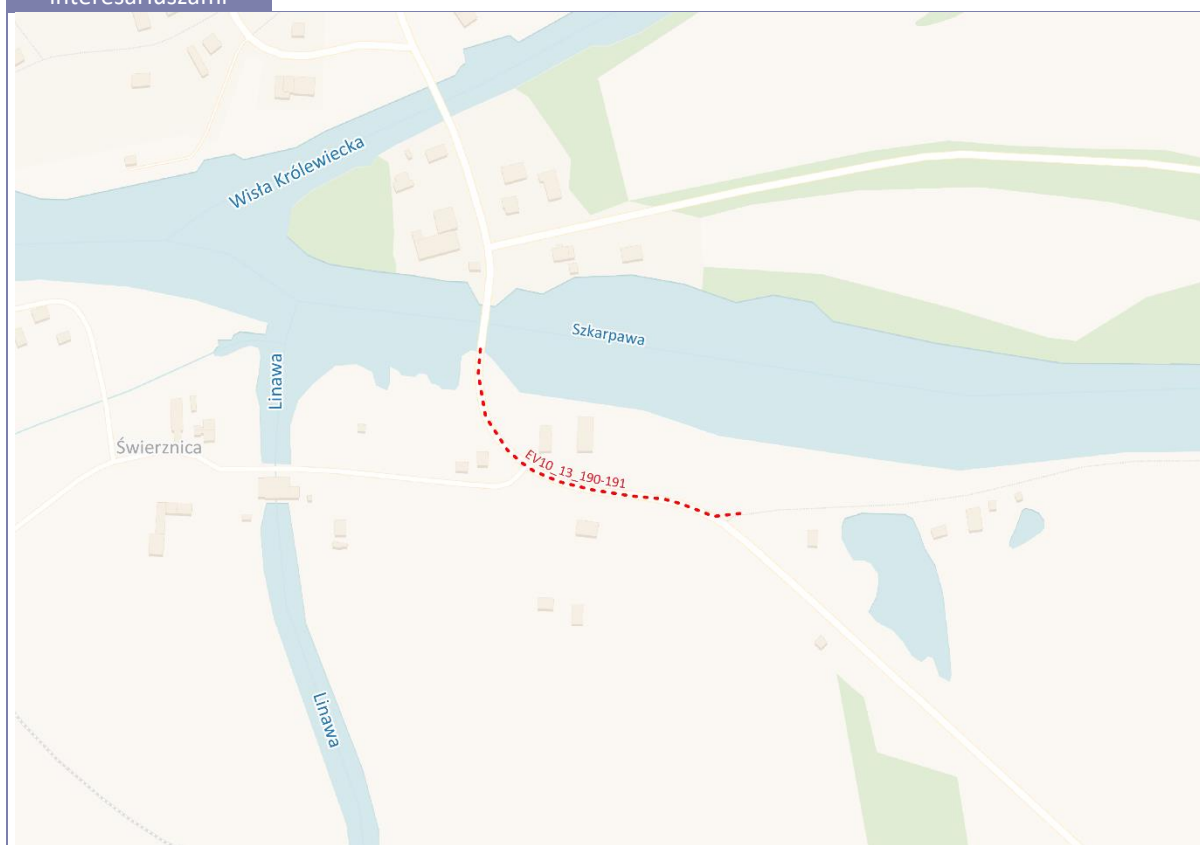 interesariuszami
Wisła Królewiecka
Szkarpawa
Linawa
Świerznica
EV10_13_190-191
Linawa